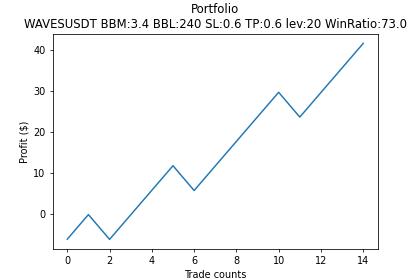 Portfolio
WAVESUSDT BBM:3.4 BBL:240 SL:0.6 TP:0.6 lev:20 WinRatio:73.0
Profit ($)
40
30
20
10
0
0 2 4 6 8 10 12 14
Trade counts